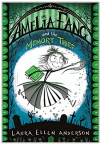 AMELIA FANG
AND THE
MEMORY THIEF
LAURA ELLEN
ANDERSON